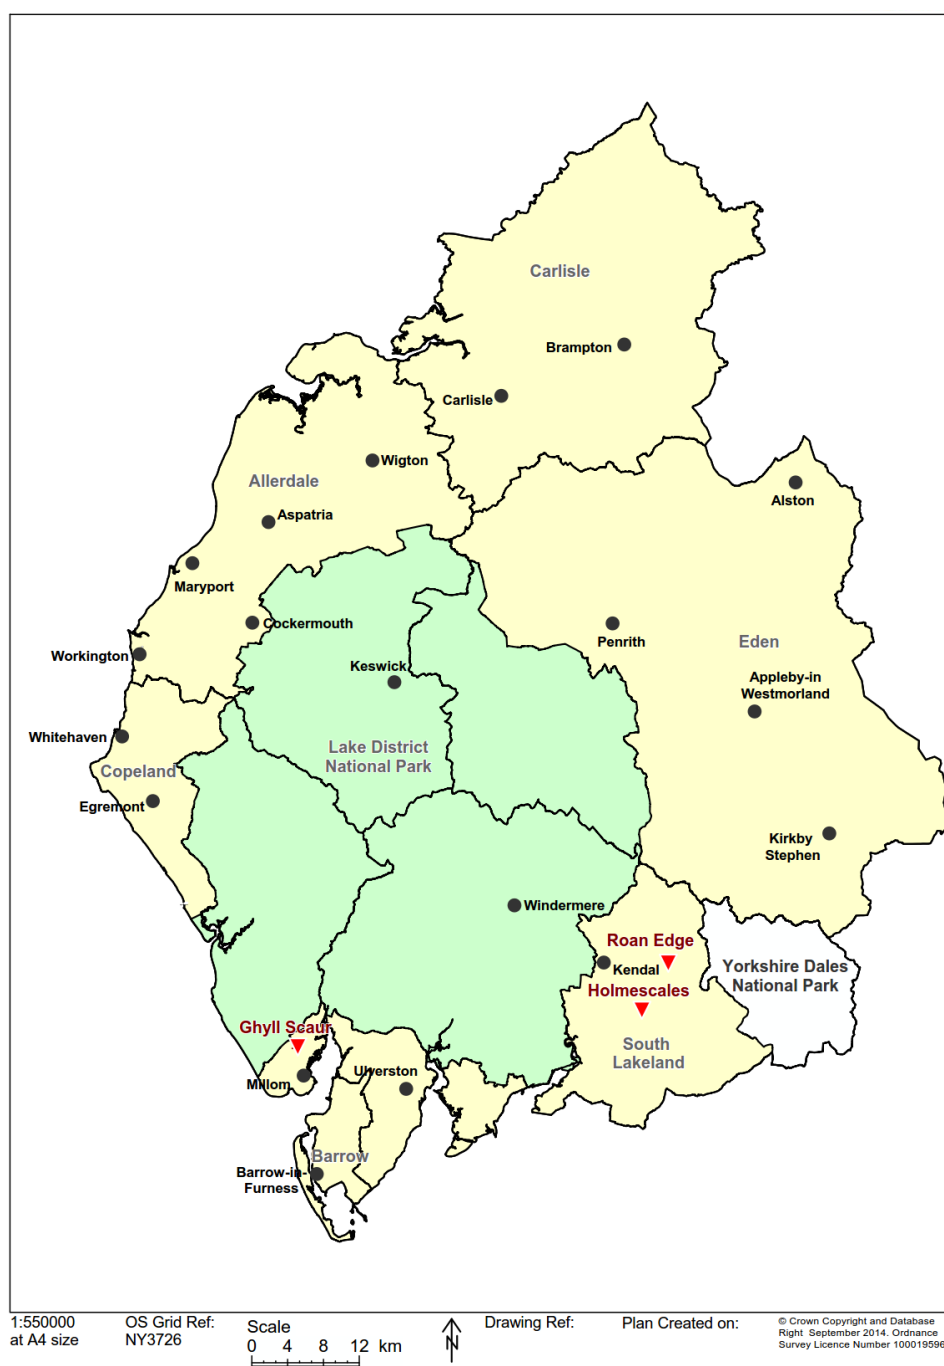 Carlisle
Brampton
Carlisle
Wigton
Allerdale
Aspatria
Alston
Maryport
Cockermouth
Penrith
Eden
Workington
Keswick
Appleby-in
Westmorland
Whitehaven
Lake District
National Park
Copeland
Egremont
Kirkby
Stephen
Windermere
Roan Edge
Kendal
Yorkshire Dales
National Park
Holmescales
Ghyll Scaur
South
Lakeland
Millom
Ulverston
Barrow
Barrow-in-
Furness
1:550000
at A4 size
OS Grid Ref:
NY3726
Scale
0 4 8 12 km
N
Drawing Ref:
Plan Created on:
© Crown Copyright and Database
Right September 2014. Ordnance
Survey Licence Number 100019596